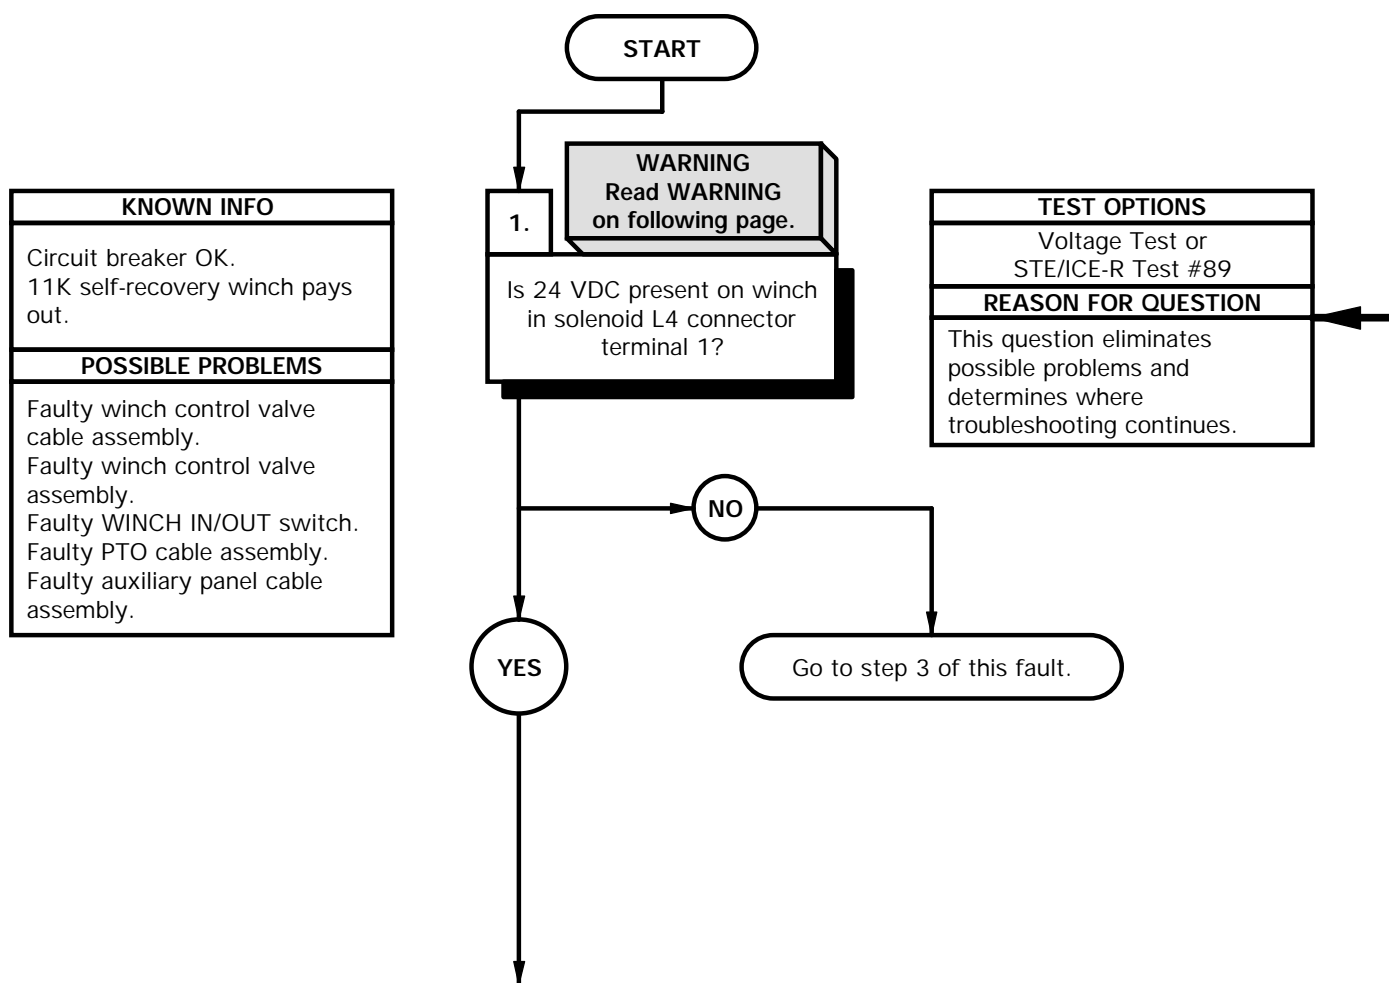 START
KNOWN INFO
Circuit breaker OK.
11K self-recovery winch pays
out.
POSSIBLE PROBLEMS
Faulty winch control valve
cable assembly.
Faulty winch control valve
assembly.
Faulty WINCH IN/OUT switch.
Faulty PTO cable assembly.
Faulty auxiliary panel cable
assembly.
WARNING
Read WARNING
on following page.
1.
Is 24 VDC present on winch
in solenoid L4 connector
terminal 1?
TEST OPTIONS
Voltage Test or
STE/ICE-R Test #89
REASON FOR QUESTION
This question eliminates
possible problems and
determines where
troubleshooting continues.
NO
YES
Go to step 3 of this fault.